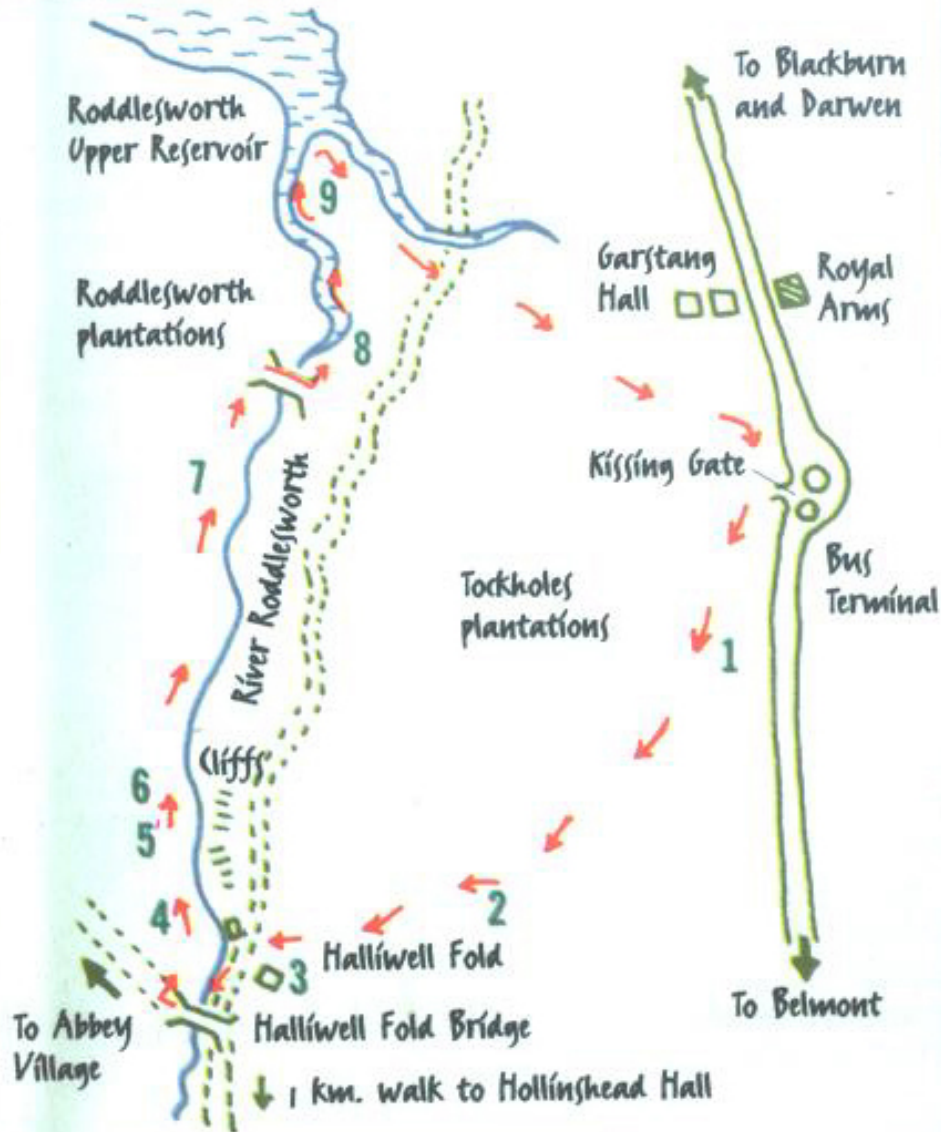 To Blackburn
and Darwen
Roddlesworth
Upper Reservoir
9
Garstang
Hall
Royal
Arms
Roddlesworth
plantations
8
Kissing Gate
7
River Roddlesworth
Bus
Terminal
Tockholes
plantations
1
Cliffs
6
5
2
4
3
Halliwell Fold
To Belmont
To Abbey
Village
Halliwell Fold Bridge
1 km. walk to Hollinshead Hall